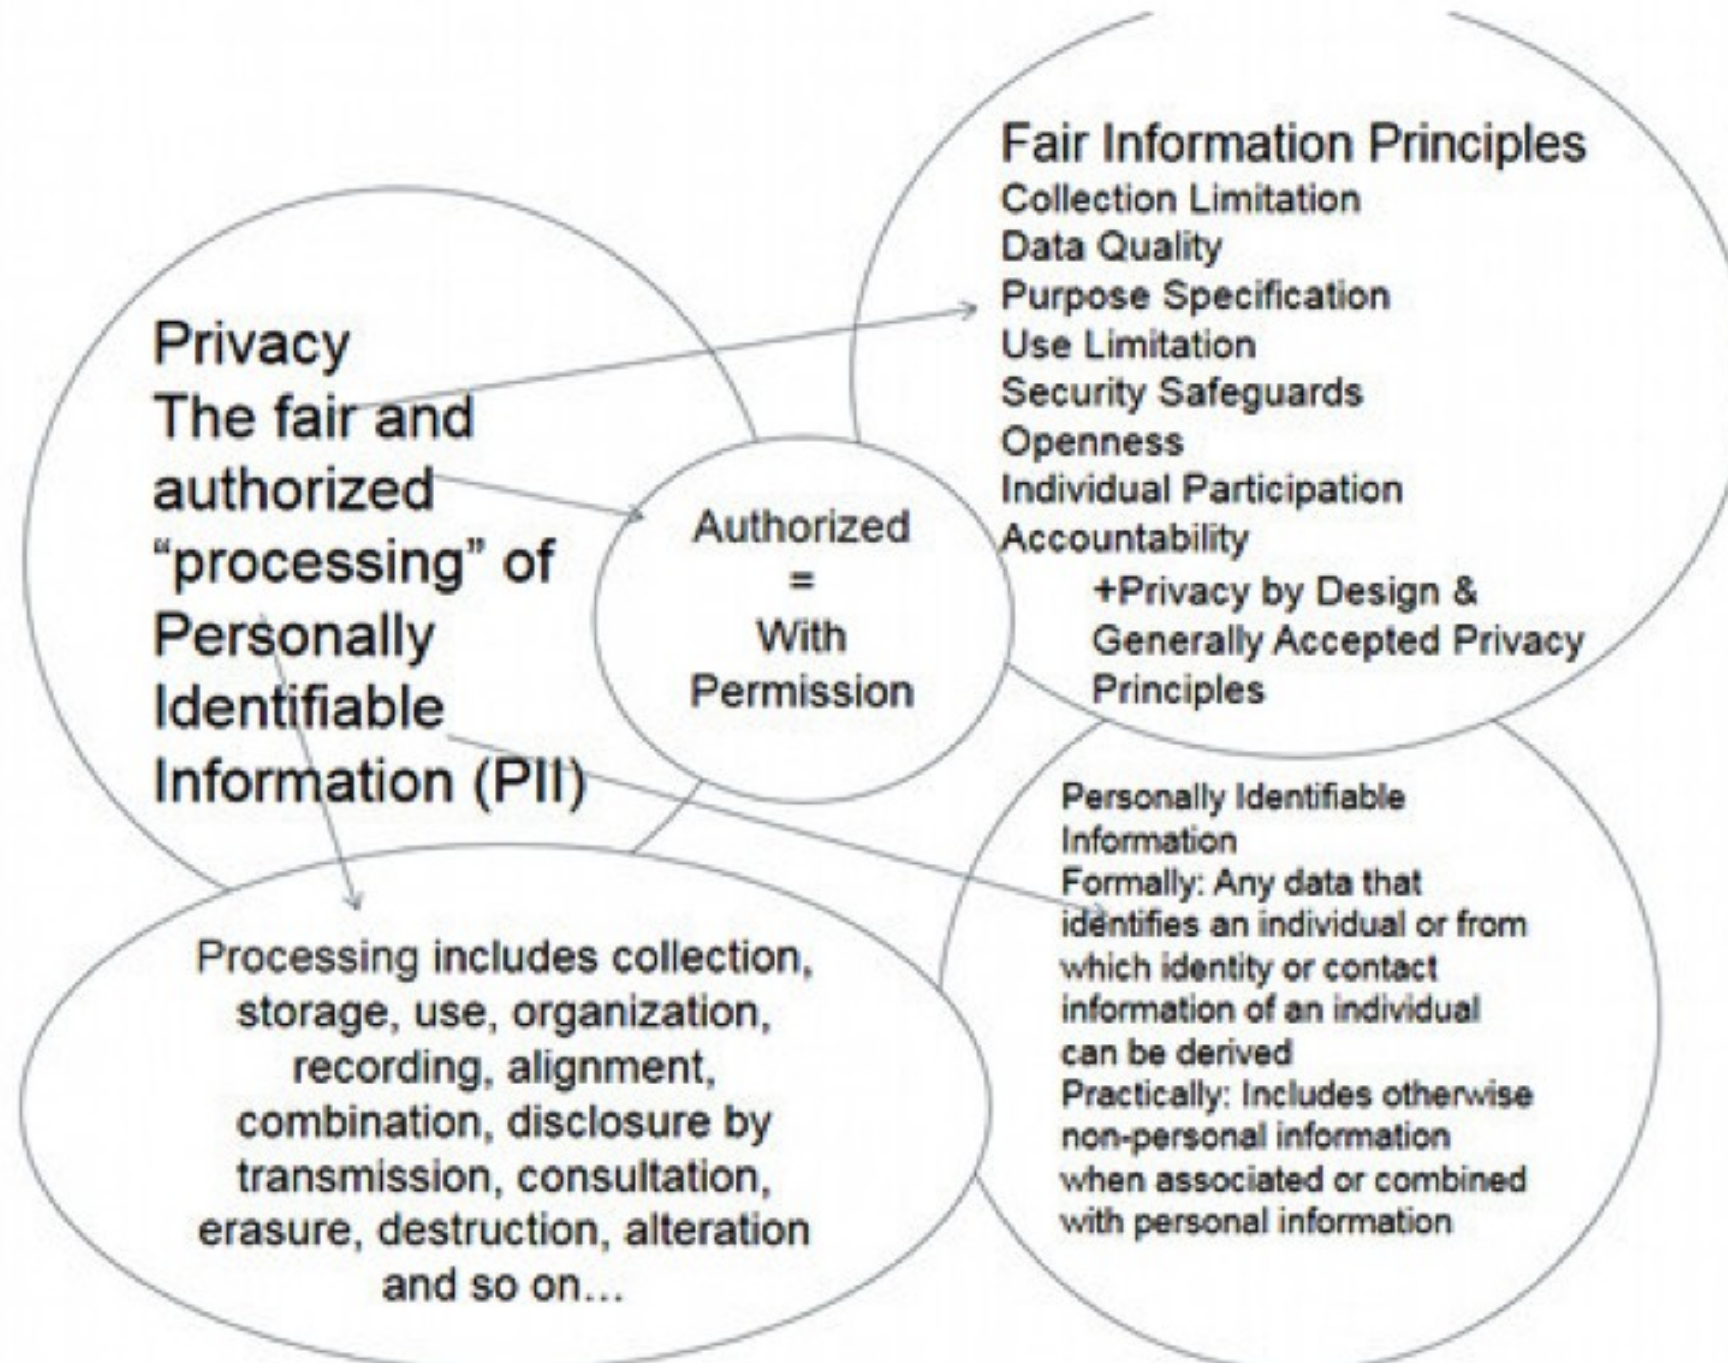 Privacy
The fair and
authorized
“processing” of
Personally
Identifiable
Information (PII)
Fair Information Principles
Collection Limitation
Data Quality
Purpose Specification
Use Limitation
Security Safeguards
Openness
Individual Participation
Accountability
+Privacy by Design &
Generally Accepted Privacy
Principles
Authorized
=
With
Permission
Processing includes collection,
storage, use, organization,
recording, alignment,
combination, disclosure by
transmission, consultation,
erasure, destruction, alteration
and so on...
Personally Identifiable
Information
Formally: Any data that
identifies an individual or from
which identity or contact
information of an individual
can be derived
Practically: Includes otherwise
non-personal information
when associated or combined
with personal information